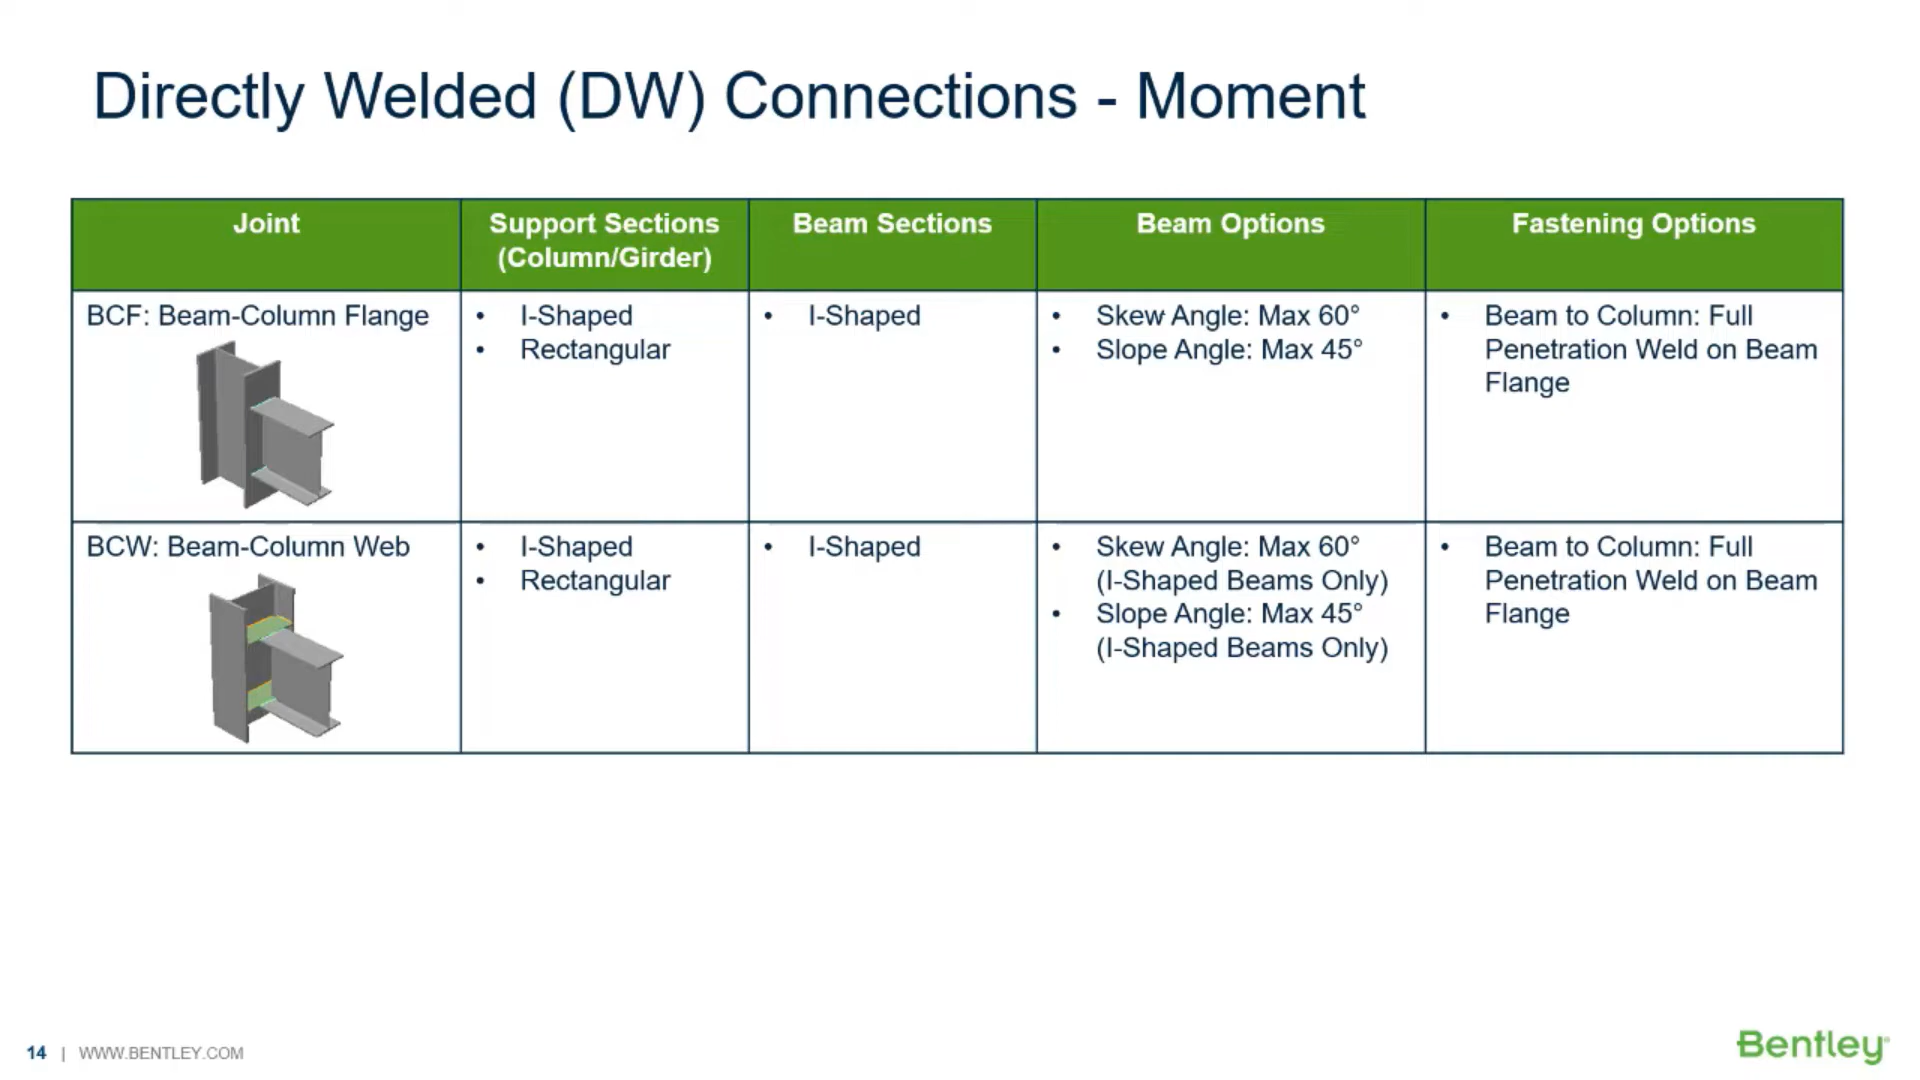 Directly Welded (DW) Connections - Moment
Joint
Support Sections
(Column/Girder)
Beam Sections
Beam Options
Fastening Options
BCF: Beam-Column Flange
• I-Shaped
• Rectangular
• I-Shaped
• Skew Angle: Max 60°
• Slope Angle: Max 45°
• Beam to Column: Full
Penetration Weld on Beam
Flange
BCW: Beam-Column Web
• I-Shaped
• Rectangular
• I-Shaped
• Skew Angle: Max 60°
(I-Shaped Beams Only)
• Slope Angle: Max 45°
(I-Shaped Beams Only)
• Beam to Column: Full
Penetration Weld on Beam
Flange
14 | WWW.BENTLEY.COM
Bentley